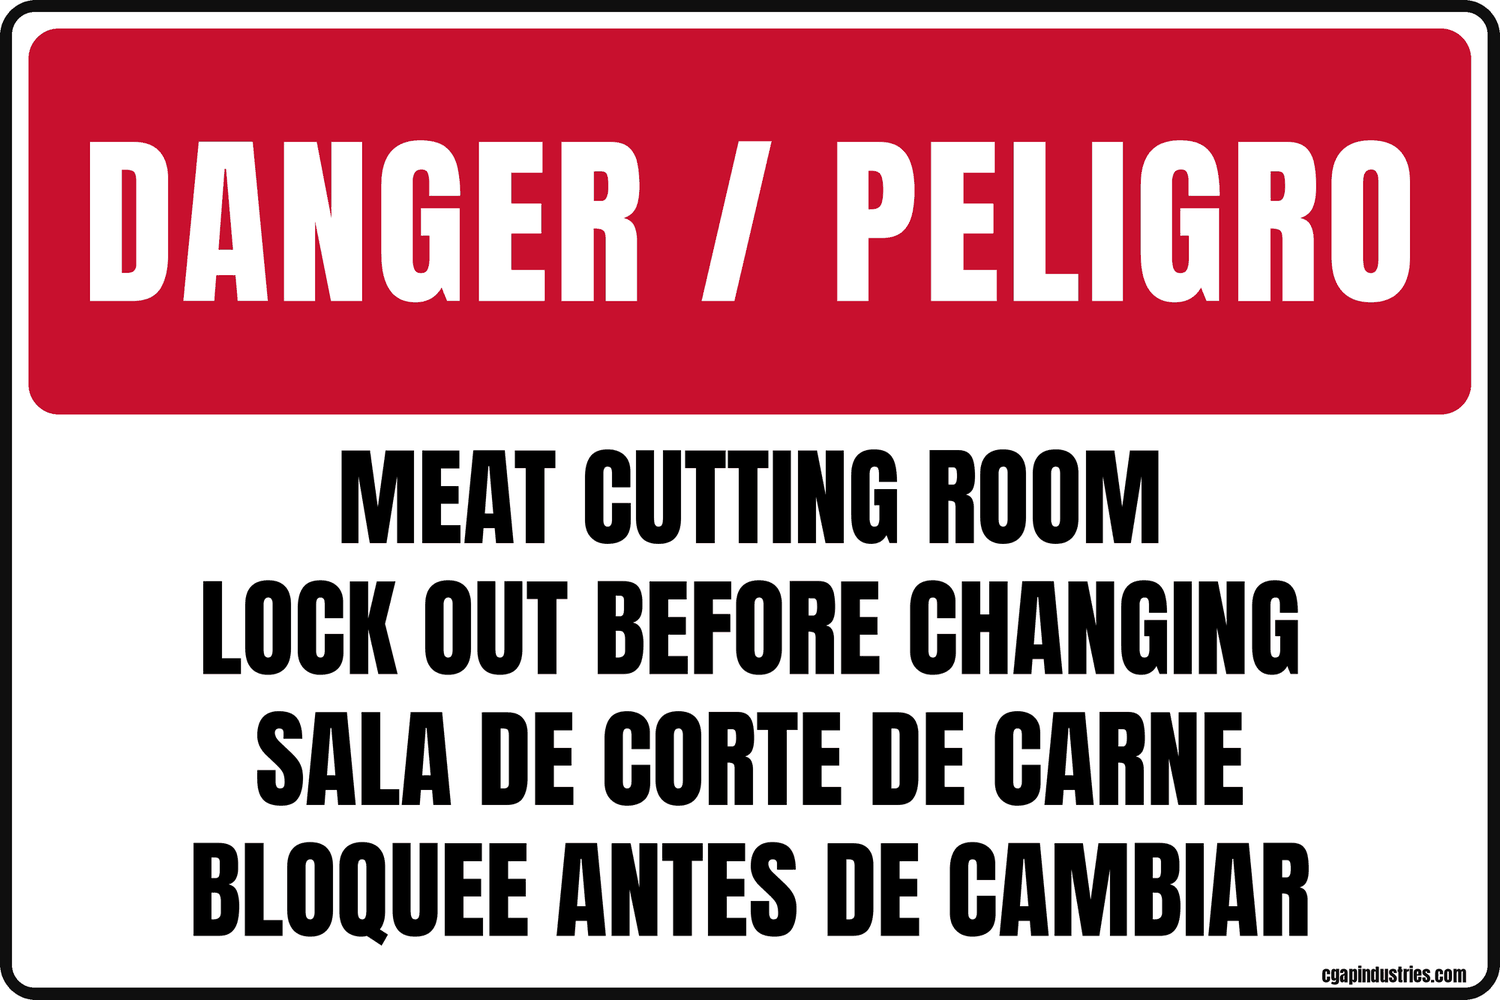 DANGER / PELIGRO
MEAT CUTTING ROOM
LOCK OUT BEFORE CHANGING
SALA DE CORTE DE CARNE
BLOQUEE ANTES DE CAMBIAR
cgapindustries.com